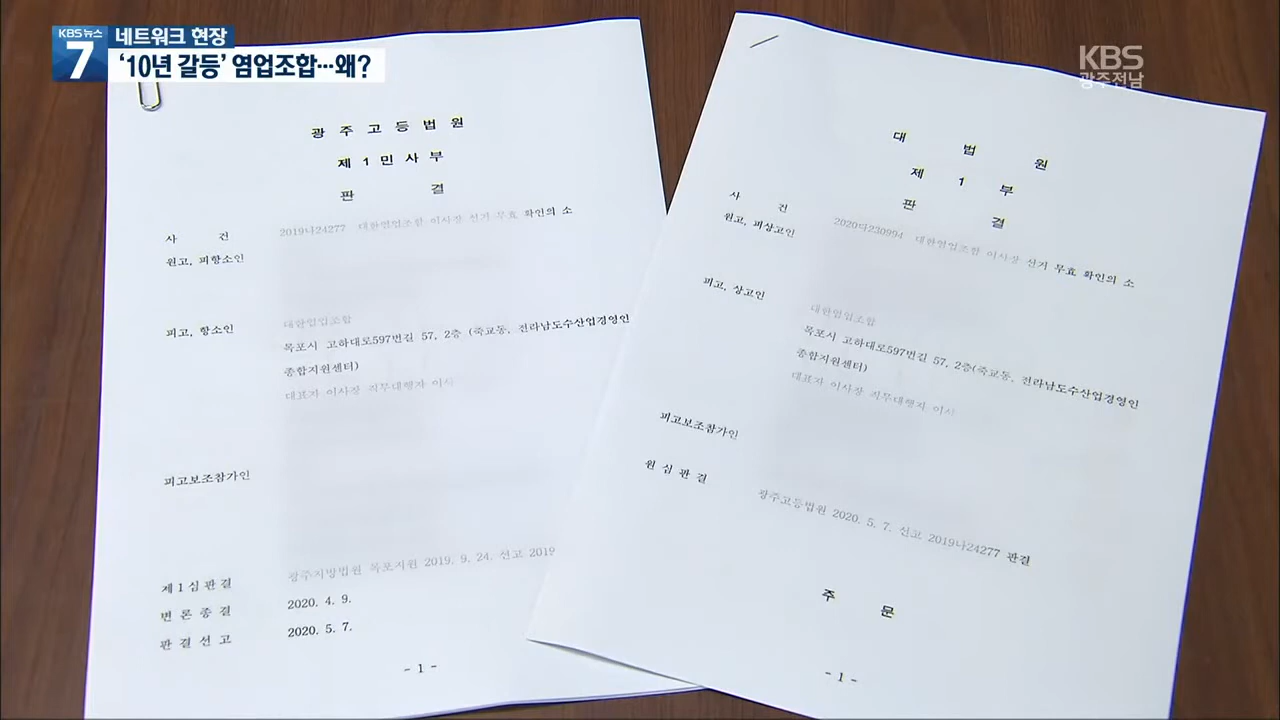 KBS 뉴스
7
네트워크 현장
‘10년 갈등’ 염업조합…왜?
KBS
광주전남
광 주 고 등 법 원
제 1 민 사 부
판 결
사 건 2019나24277 대한염업조합 이사장 선거 무효 확인의 소
원고, 피항소인
피고, 항소인 대한염업조합
목포시 고하대로597번길 57, 2층 (죽교동, 전라남도수산업경영인
종합지원센터)
대표자 이사장 직무대행자 이사
피고보조참가인
제 1 심 판 결 광주지방법원 목포지원 2019. 9. 24. 선고 2019
변 론 종 결 2020. 4. 9.
판 결 선 고 2020. 5. 7.
- 1 -
대 법 원
제 1 부
판 결
사 건 2020다230994 대한염업조합 이사장 선거 무효 확인의 소
원고, 피상고인
피고, 상고인 대한염업조합
목포시 고하대로597번길 57, 2층(죽교동, 전라남도수산업경영인
종합지원센터)
대표자 이사장 직무대행자 이사
피고보조참가인
원 심 판 결 광주고등법원 2020. 5. 7. 선고 2019나24277 판결
주 문
- 1 -